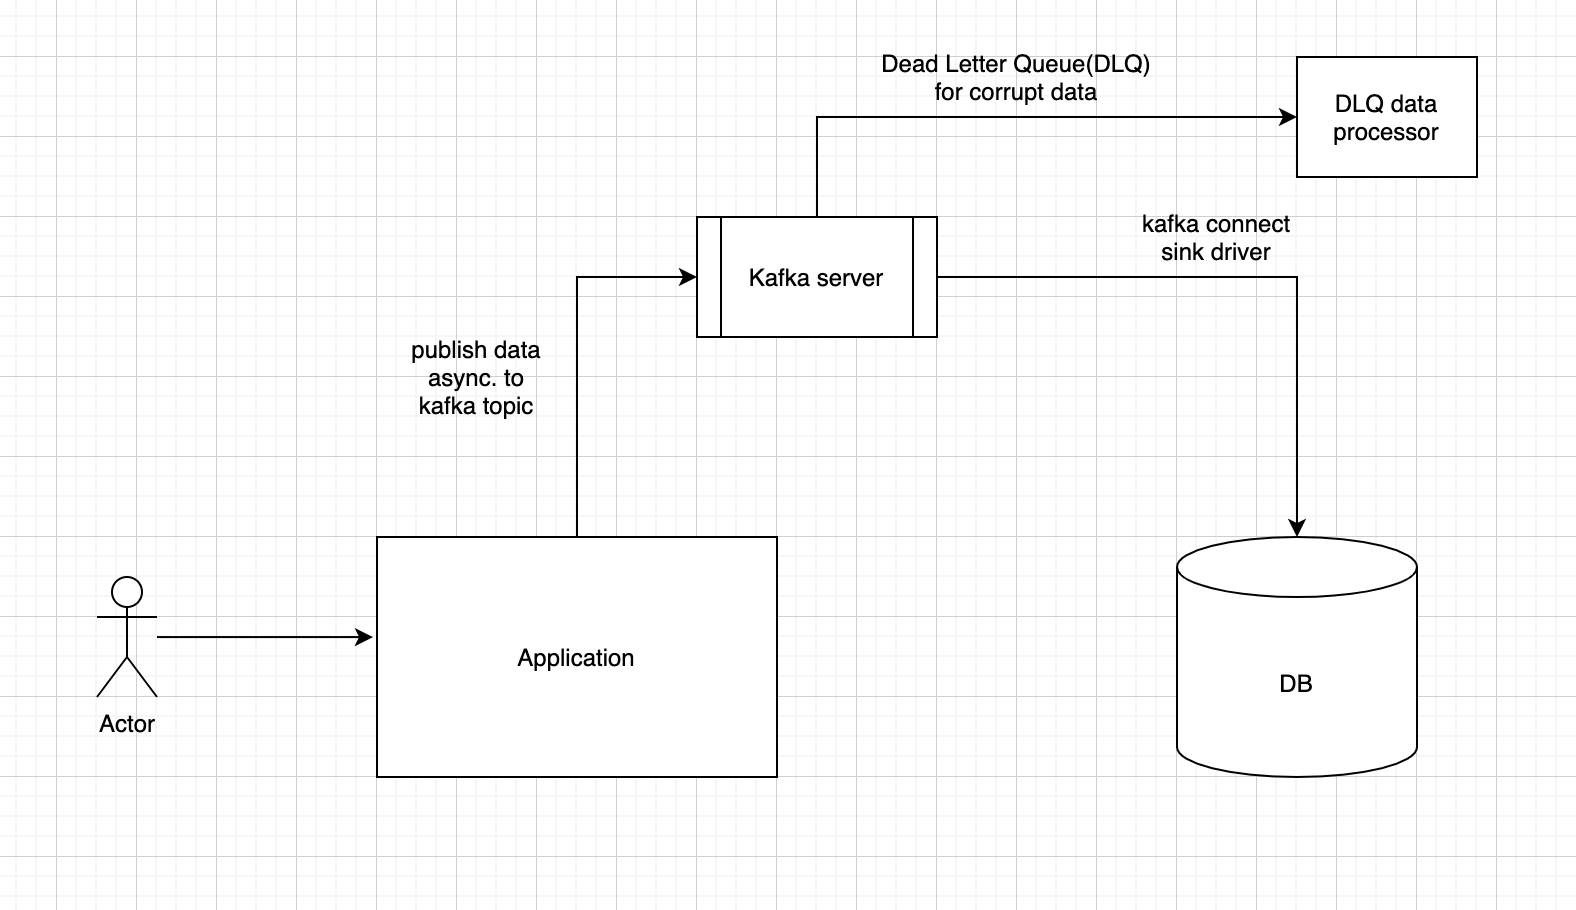 Dead Letter Queue(DLQ)
for corrupt data
DLQ data
processor
kafka connect
sink driver
Kafka server
publish data
async. to
kafka topic
Application
Actor
DB